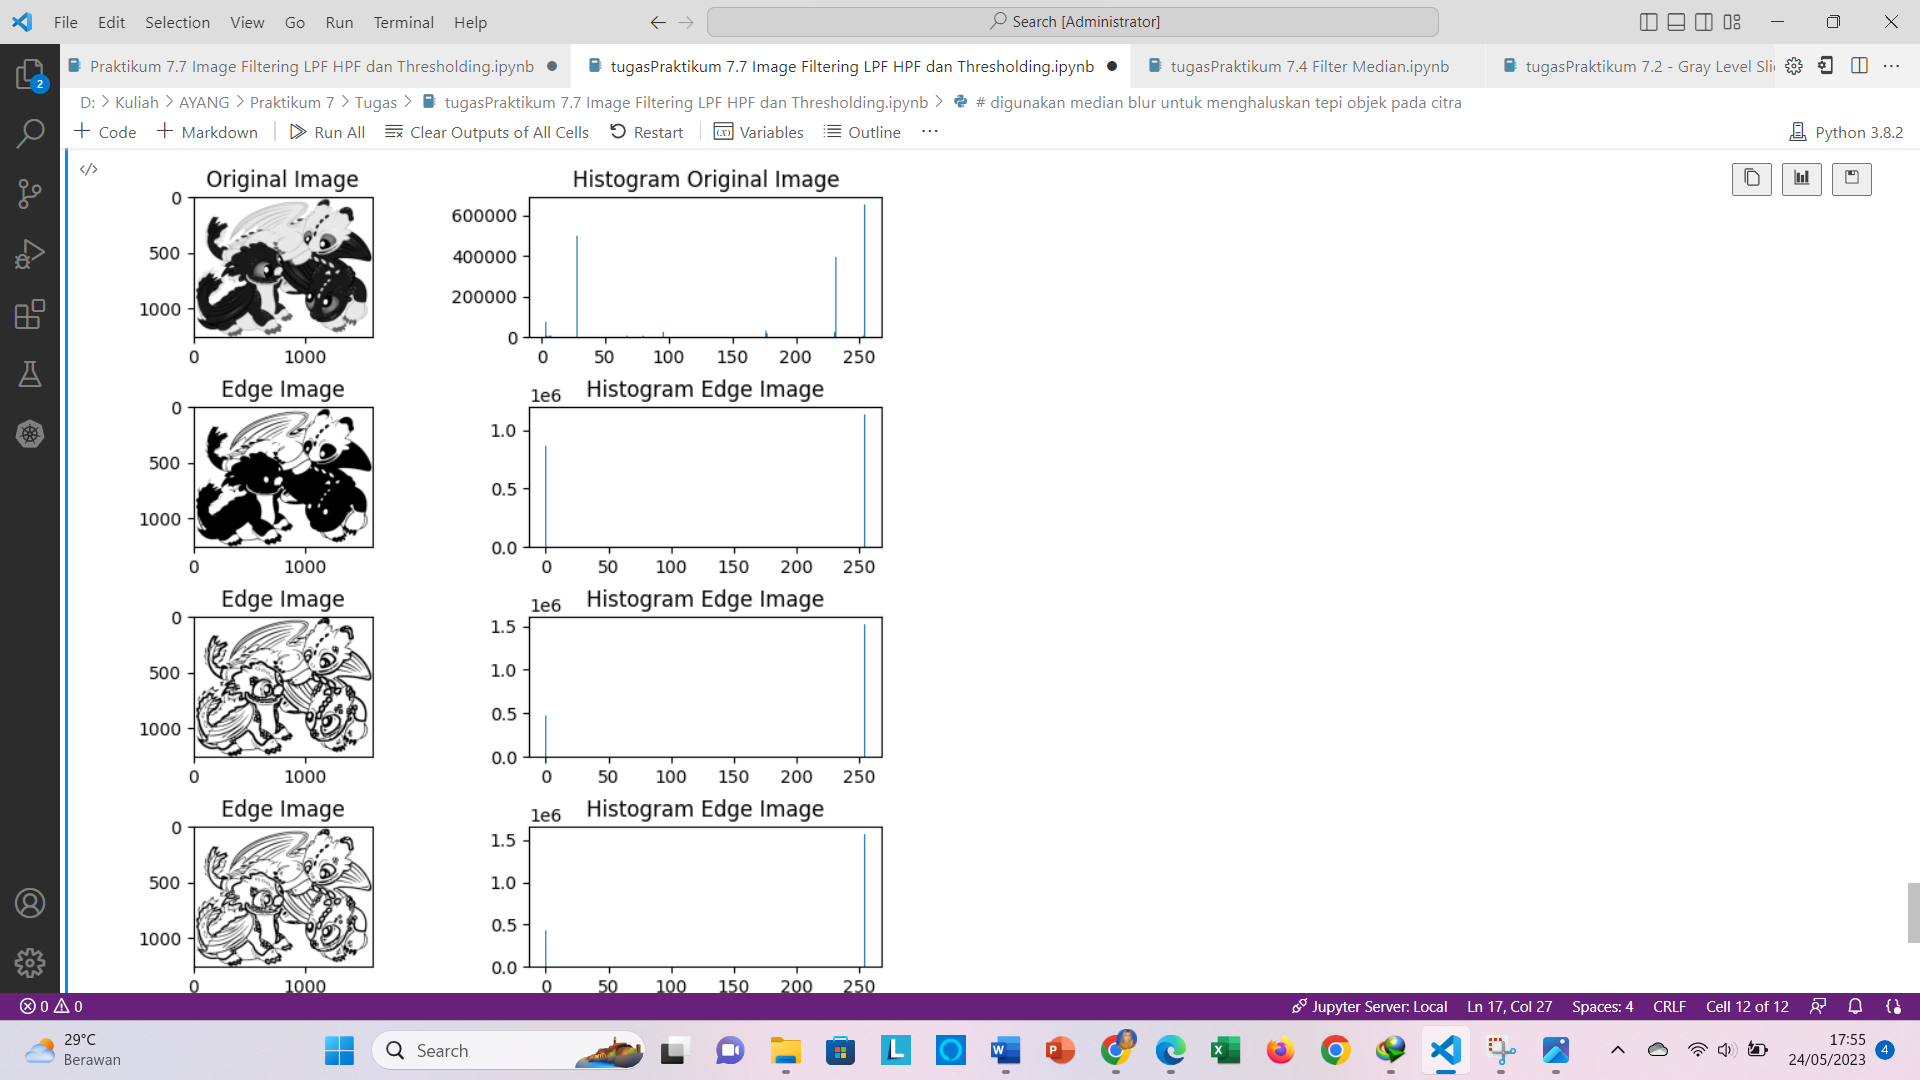 File Edit Selection View Go Run Terminal Help
Search [Administrator]
Praktikum 7.7 Image Filtering LPF HPF dan Thresholding.ipynb
tugasPraktikum 7.7 Image Filtering LPF HPF dan Thresholding.ipynb
tugasPraktikum 7.4 Filter Median.ipynb
tugasPraktikum 7.2 - Gray Level Slic
D: > Kuliah > AYANG > Praktikum 7 > Tugas > tugasPraktikum 7.7 Image Filtering LPF HPF dan Thresholding.ipynb > # digunakan median blur untuk menghaluskan tepi objek pada citra
+ Code + Markdown Run All Clear Outputs of All Cells Restart Variables Outline ... Python 3.8.2
2
Original Image
0
500
1000
0 1000
Histogram Original Image
600000
400000
200000
0
0 50 100 150 200 250
Edge Image
0
500
1000
0 1000
Histogram Edge Image
1e6
1.0
0.5
0.0
0 50 100 150 200 250
Edge Image
0
500
1000
0 1000
Histogram Edge Image
1e6
1.5
1.0
0.5
0.0
0 50 100 150 200 250
Edge Image
0
500
1000
0 1000
Histogram Edge Image
1e6
1.5
1.0
0.5
0.0
0 50 100 150 200 250
0 0 Jupyter Server: Local Ln 17, Col 27 Spaces: 4 CRLF Cell 12 of 12
29°C
Berawan
Search
17:55
24/05/2023
4